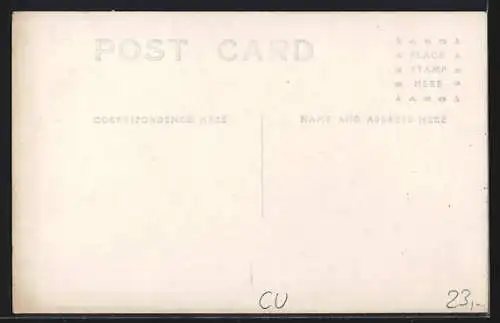 POST CARD
PLACE
STAMP
HERE
CORRESPONDENCE HERE
NAME AND ADDRESS HERE
CU
23,-